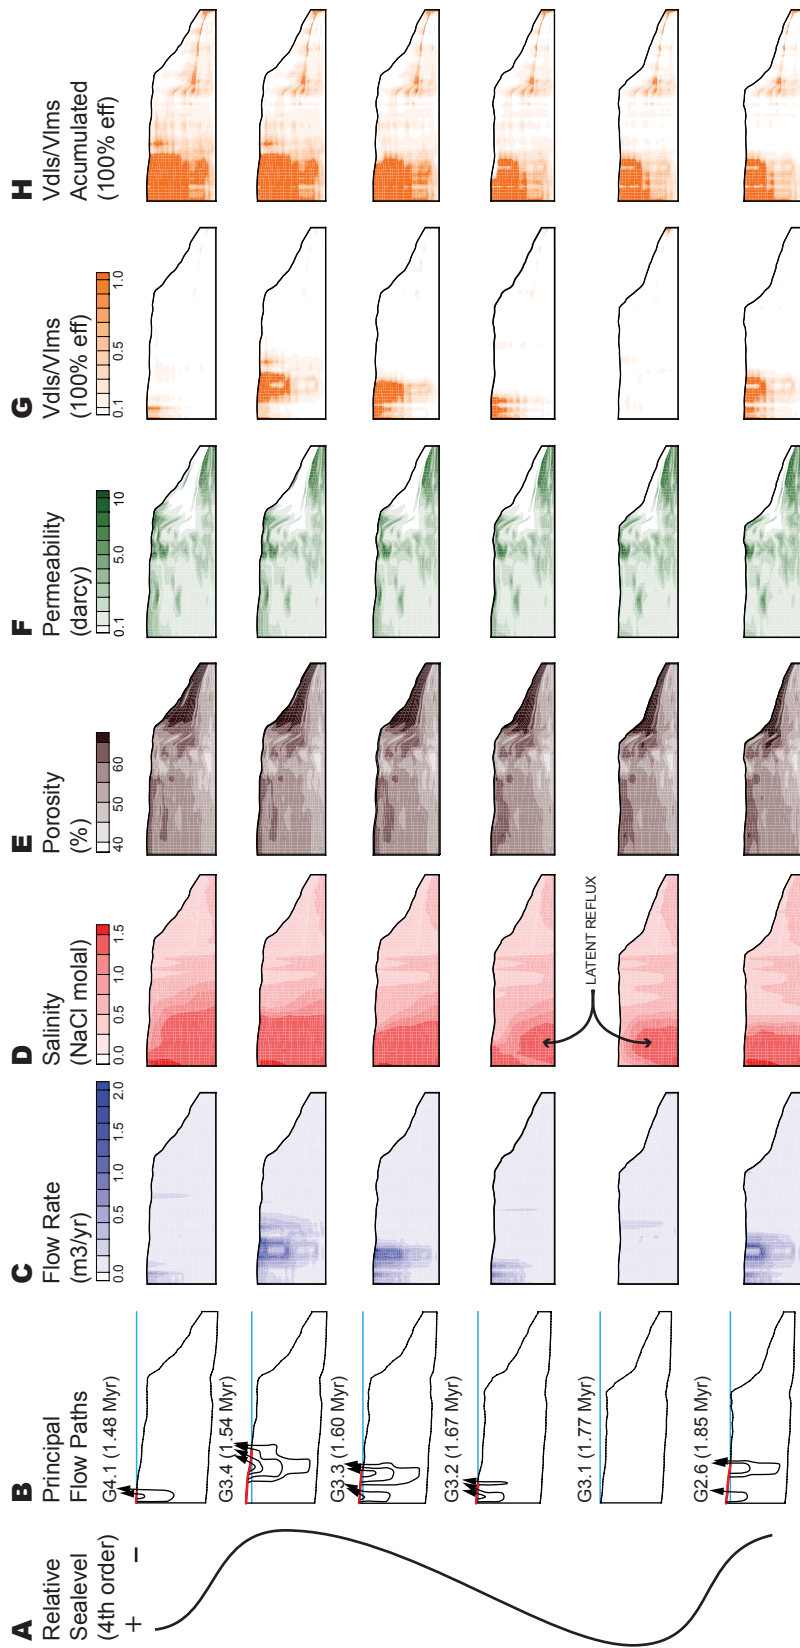 A
Relative
Sealevel
(4th order)
+ −
B
Principal
Flow Paths
G4.1 (1.48 Myr)
G3.4 (1.54 Myr)
G3.3 (1.60 Myr)
G3.2 (1.67 Myr)
G3.1 (1.77 Myr)
G2.6 (1.85 Myr)
C
Flow Rate
(m3/yr)
0.0 0.5 1.0 1.5 2.0
D
Salinity
(NaCl molal)
0.0 0.5 1.0 1.5
LATENT REFLUX
E
Porosity
(%)
40 50 60
F
Permeability
(darcy)
0.1 5.0 10
G
Vdls/Vlms
(100% eff)
0.1 0.5 1.0
H
Vdls/Vlms
Acumulated
(100% eff)